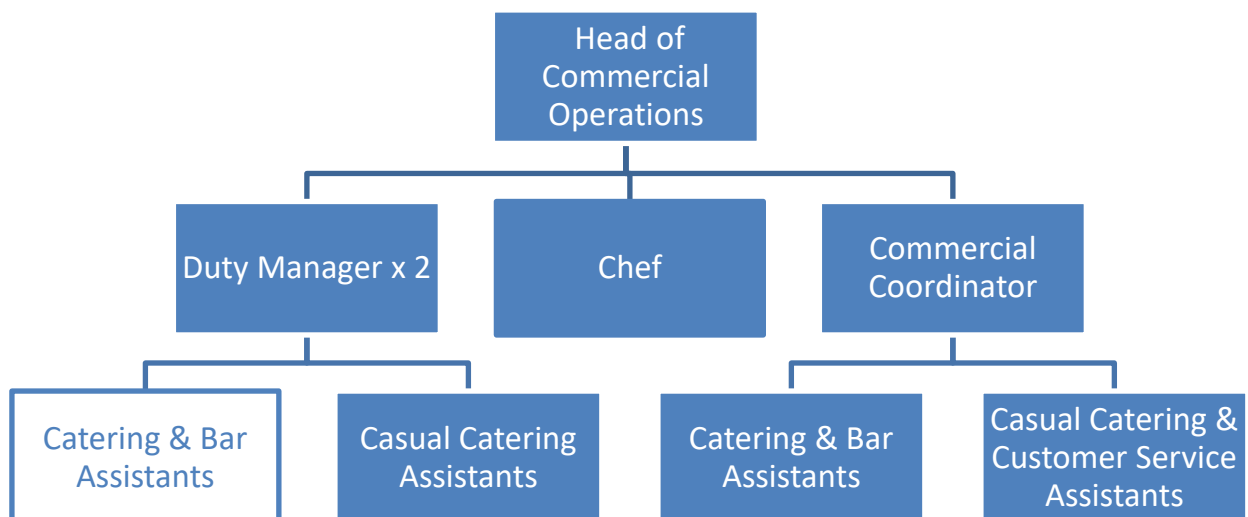 Head of
Commercial
Operations
Duty Manager x 2
Chef
Commercial
Coordinator
Catering & Bar
Assistants
Casual Catering
Assistants
Catering & Bar
Assistants
Casual Catering &
Customer Service
Assistants